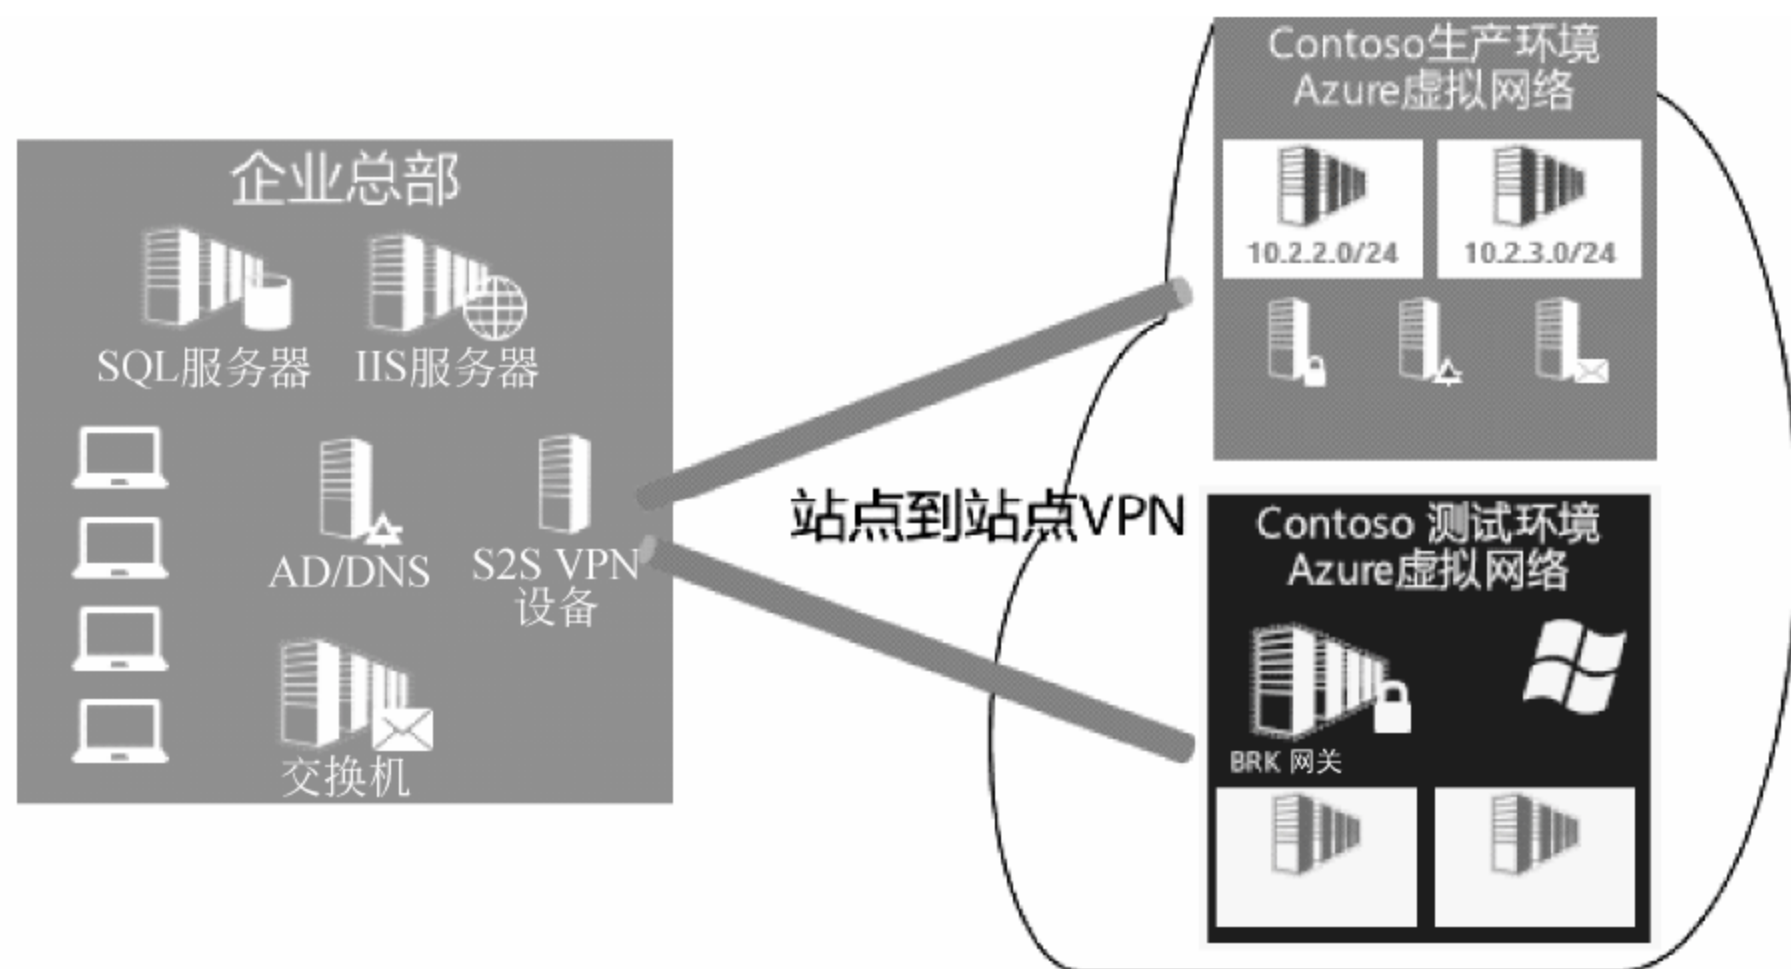 企业总部
SQL服务器
IIS服务器
AD/DNS
S2S VPN
设备
交换机
站点到站点VPN
Contoso生产环境
Azure虚拟网络
10.2.2.0/24
10.2.3.0/24
Contoso 测试环境
Azure虚拟网络
BRK 网关